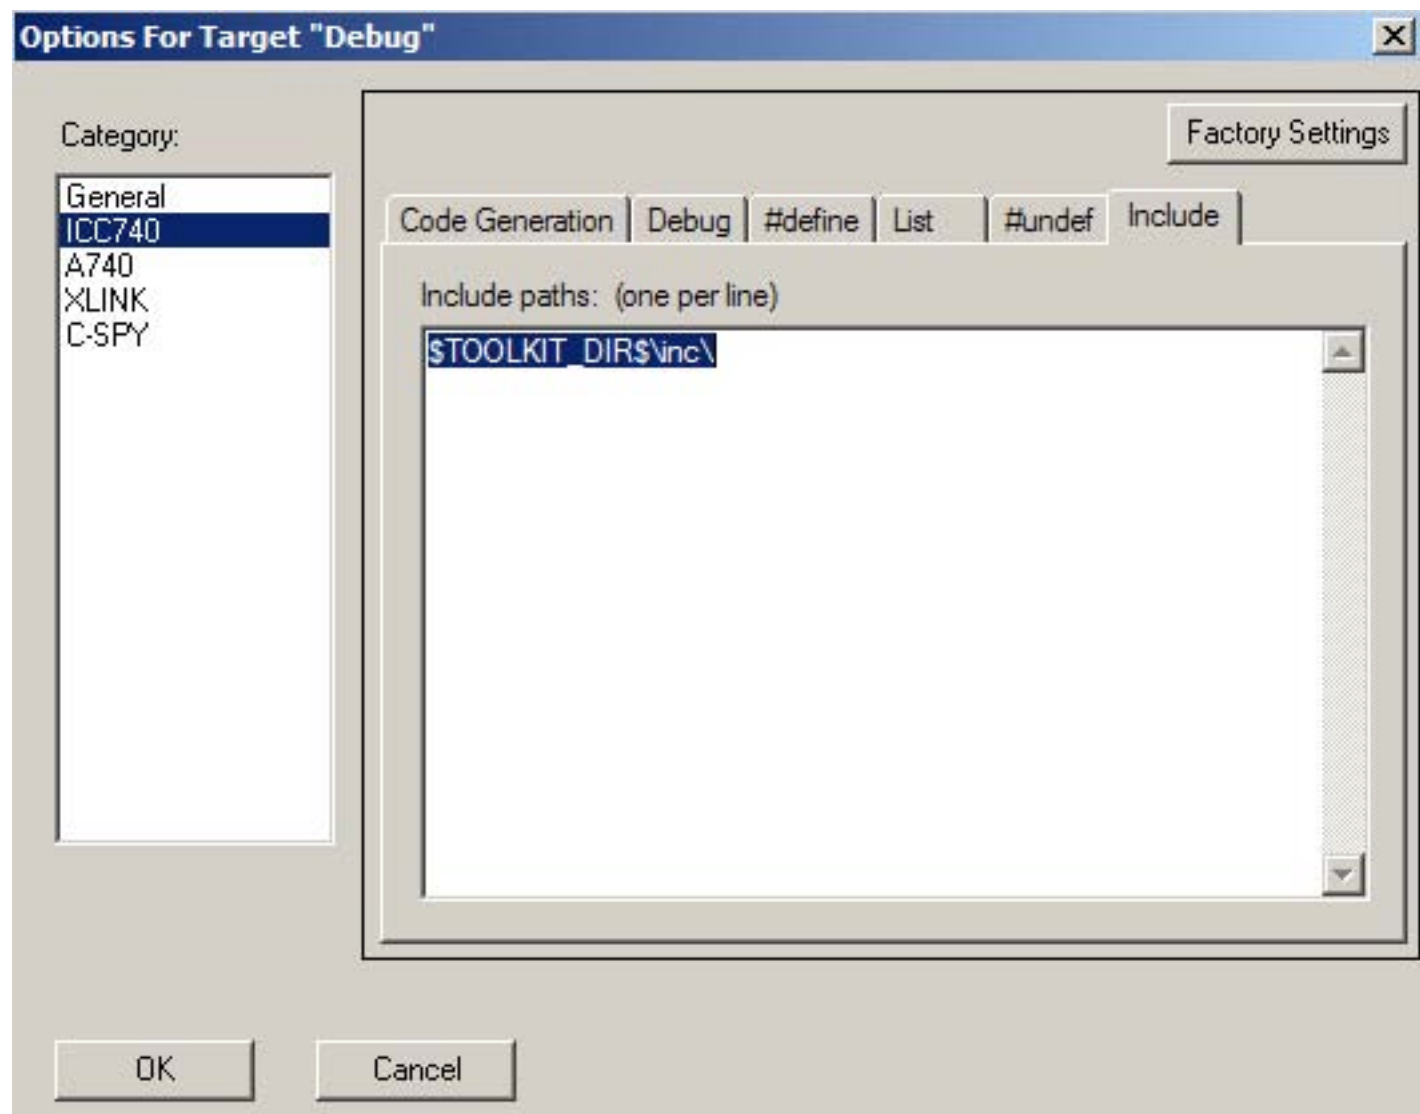 Options For Target "Debug"
Category:
General
ICC740
A740
XLINK
C-SPY
Factory Settings
Code Generation Debug #define List #undef Include
Include paths: (one per line)
$TOOLKIT_DIR$\inc\
OK Cancel